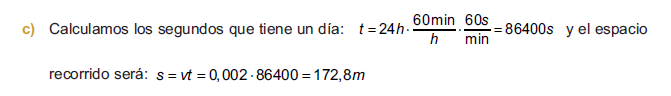 c) Calculamos los segundos que tiene un día: t = 24h · 60min/h · 60s/min = 86400s y el espacio
recorrido será: s = vt = 0,002 · 86400 = 172,8m